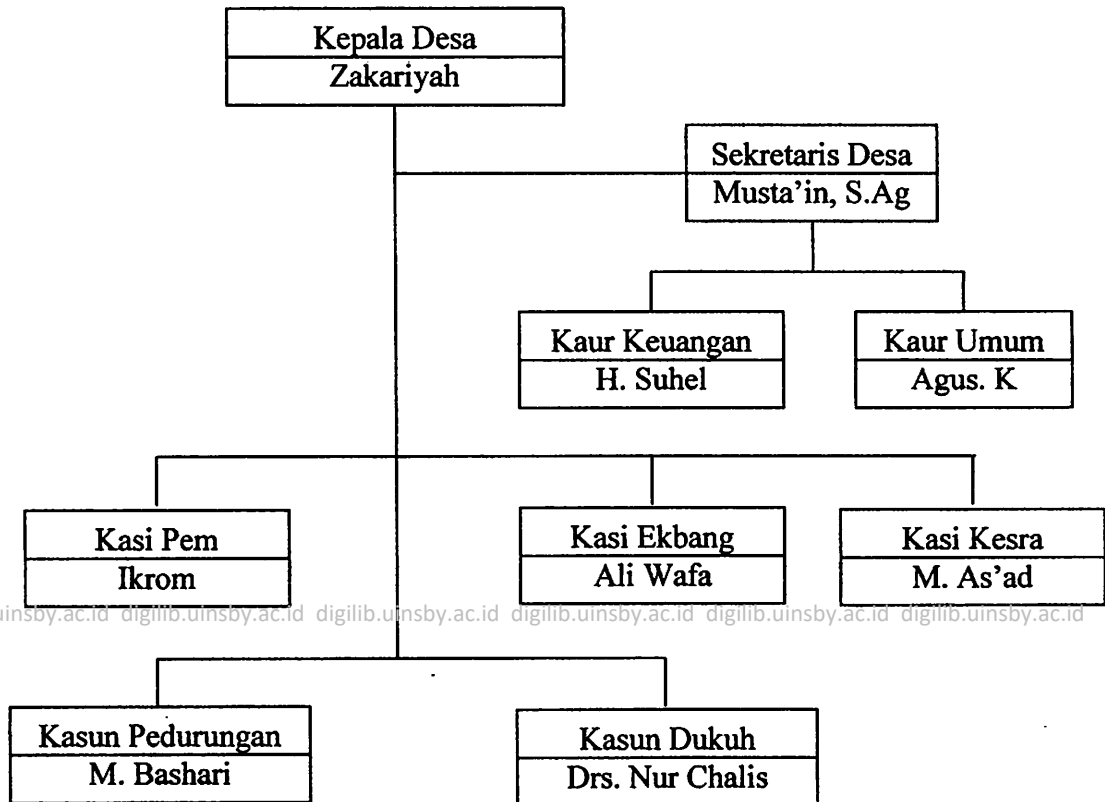 Kepala Desa
Zakariyah
Sekretaris Desa
Musta'in, S.Ag
Kaur Keuangan
H. Suhel
Kaur Umum
Agus. K
Kasi Pem
Ikrom
Kasi Ekbang
Ali Wafa
Kasi Kesra
M. As'ad
uinsby.ac.id digilib.uinsby.ac.id digilib.uinsby.ac.id digilib.uinsby.ac.id digilib.uinsby.ac.id digilib.uinsby.ac.id
Kasun Pedurungan
M. Bashari
Kasun Dukuh
Drs. Nur Chalis